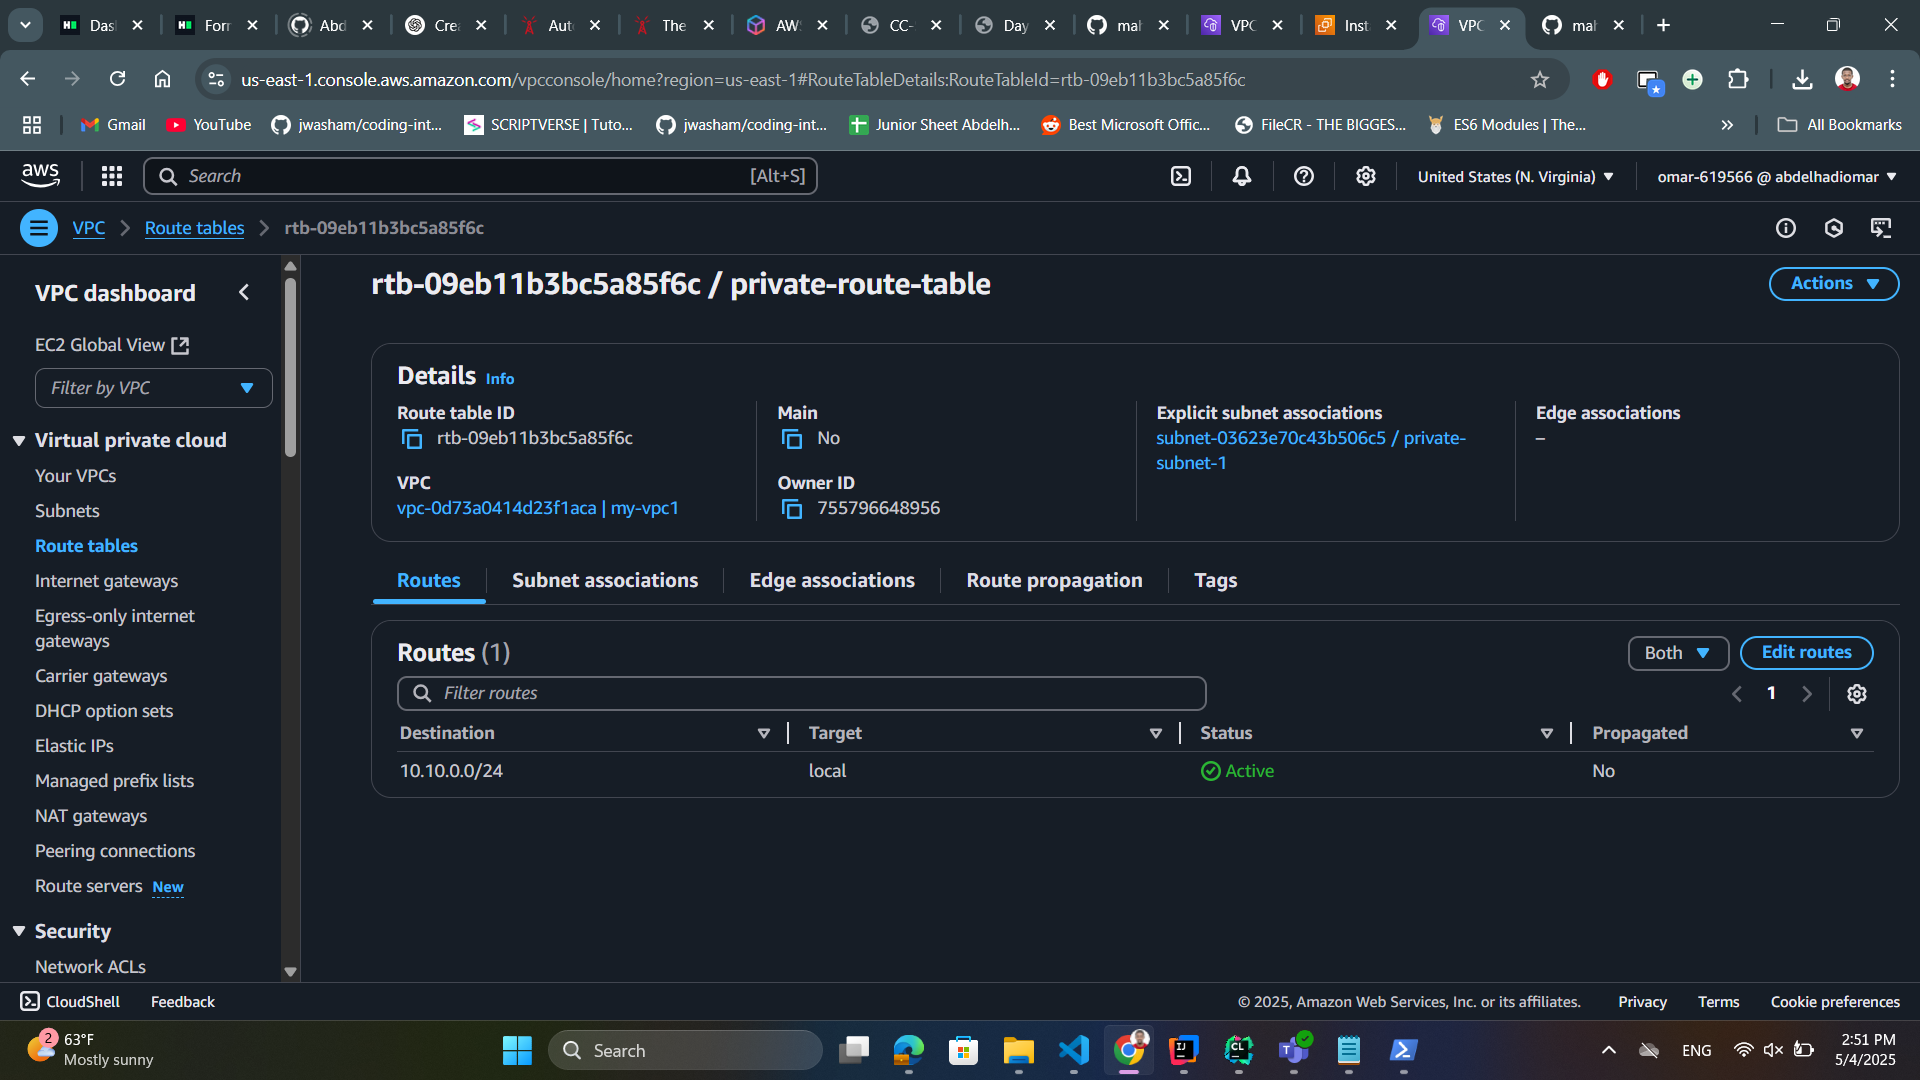 Das
Forr
Abd
Crea
Aut
The
AW
CC-
Day
mah
VPC
Inst
VPC
mah
us-east-1.console.aws.amazon.com/vpcconsole/home?region=us-east-1#RouteTableDetails:RouteTableId=rtb-09eb11b3bc5a85f6c
Gmail
YouTube
jwasham/coding-int...
SCRIPTVERSE | Tuto...
jwasham/coding-int...
Junior Sheet Abdelh...
Best Microsoft Offic...
FileCR - THE BIGGES...
ES6 Modules | The...
All Bookmarks
aws
Search
[Alt+S]
United States (N. Virginia)
omar-619566 @ abdelhadiomar
VPC
Route tables
rtb-09eb11b3bc5a85f6c
VPC dashboard
EC2 Global View
Filter by VPC
Virtual private cloud
Your VPCs
Subnets
Route tables
Internet gateways
Egress-only internet
gateways
Carrier gateways
DHCP option sets
Elastic IPs
Managed prefix lists
NAT gateways
Peering connections
Route servers New
Security
Network ACLs
rtb-09eb11b3bc5a85f6c / private-route-table
Actions
Details Info
Route table ID
rtb-09eb11b3bc5a85f6c
Main
No
Explicit subnet associations
subnet-03623e70c43b506c5 / private-
subnet-1
Edge associations
–
VPC
vpc-0d73a0414d23f1aca | my-vpc1
Owner ID
755796648956
Routes
Subnet associations
Edge associations
Route propagation
Tags
Routes (1)
Both
Edit routes
Filter routes
1
Destination
Target
Status
Propagated
10.10.0.0/24
local
Active
No
CloudShell
Feedback
© 2025, Amazon Web Services, Inc. or its affiliates.
Privacy
Terms
Cookie preferences
2
63°F
Mostly sunny
Search
ENG
2:51 PM
5/4/2025